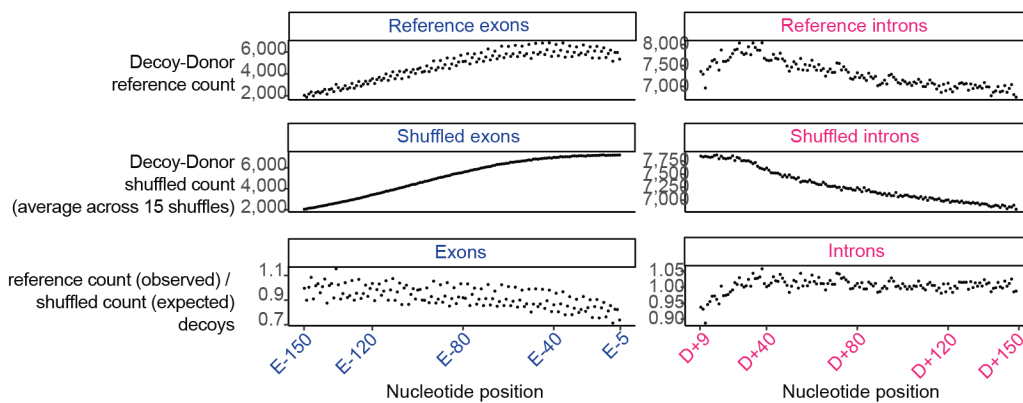 Reference exons
Reference introns
Decoy-Donor
reference count
6,000
4,000
2,000
8,000
7,500
7,000
Shuffled exons
Shuffled introns
Decoy-Donor
shuffled count
(average across 15 shuffles)
6,000
4,000
2,000
7,750
7,500
7,250
7,000
Exons
Introns
reference count (observed) /
shuffled count (expected)
decoys
1.1
0.9
0.7
1.05
1.00
0.95
0.90
E-150
E-120
E-80
E-40
E-5
D+9
D+40
D+80
D+120
D+150
Nucleotide position
Nucleotide position